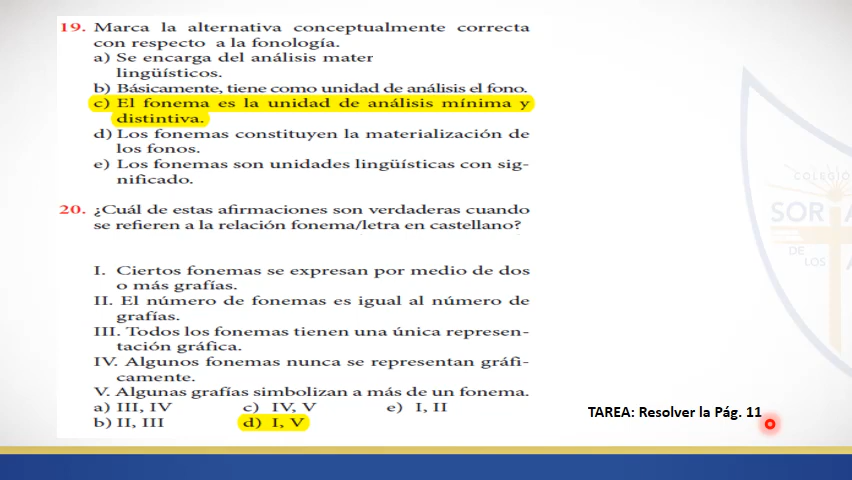 19. Marca la alternativa conceptualmente correcta
con respecto a la fonología.
a) Se encarga del análisis mater
lingüísticos.
b) Básicamente, tiene como unidad de análisis el fono.
c) El fonema es la unidad de análisis mínima y
distintiva.
d) Los fonemas constituyen la materialización de
los fonos.
e) Los fonemas son unidades lingüísticas con sig-
nificado.
20. ¿Cuál de estas afirmaciones son verdaderas cuando
se refieren a la relación fonema/letra en castellano?
I. Ciertos fonemas se expresan por medio de dos
o más grafías.
II. El número de fonemas es igual al número de
grafías.
III. Todos los fonemas tienen una única represen-
tación gráfica.
IV. Algunos fonemas nunca se representan gráfi-
camente.
V. Algunas grafías simbolizan a más de un fonema.
a) III, IV c) IV, V e) I, II
b) II, III d) I, V
TAREA: Resolver la Pág. 11
COLEGIO
SOR
DE
LOS